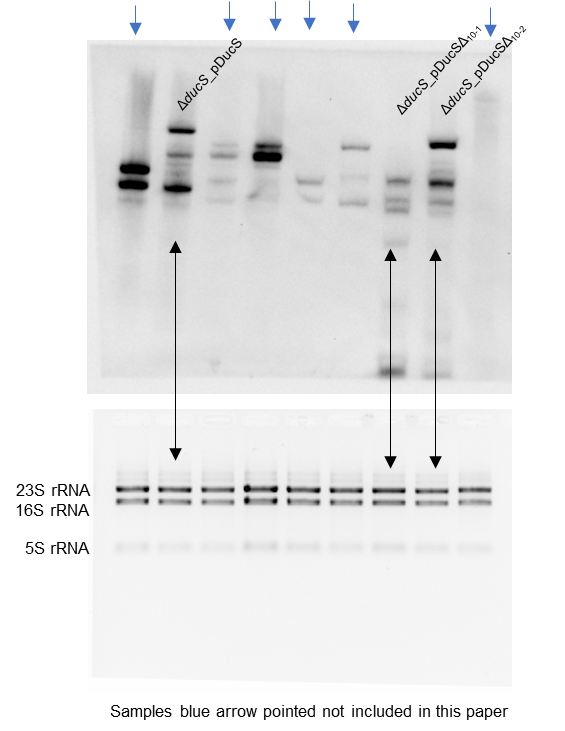 ΔducS_pDucS
ΔducS_pDucSΔ10-1
ΔducS_pDucSΔ10-2
23S rRNA
16S rRNA
5S rRNA
Samples blue arrow pointed not included in this paper